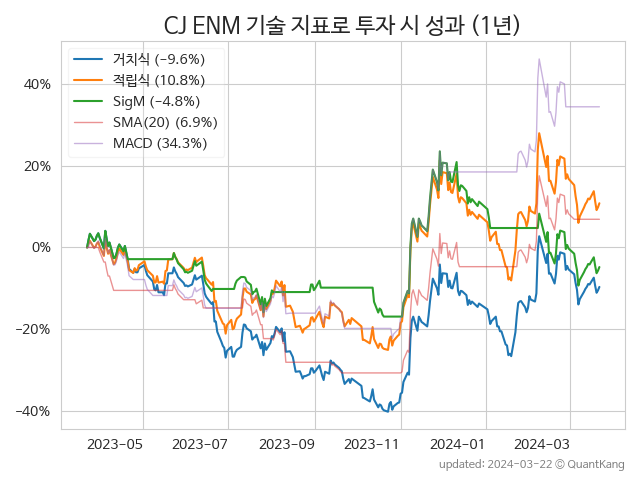 CJ ENM 기술 지표로 투자 시 성과 (1년)
거치식 (−9.6%)
적립식 (10.8%)
SigM (−4.8%)
SMA(20) (6.9%)
MACD (34.3%)
40%
20%
0%
−20%
−40%
2023−05 2023−07 2023−09 2023−11 2024−01 2024−03
updated: 2024-03-22 © QuantKang